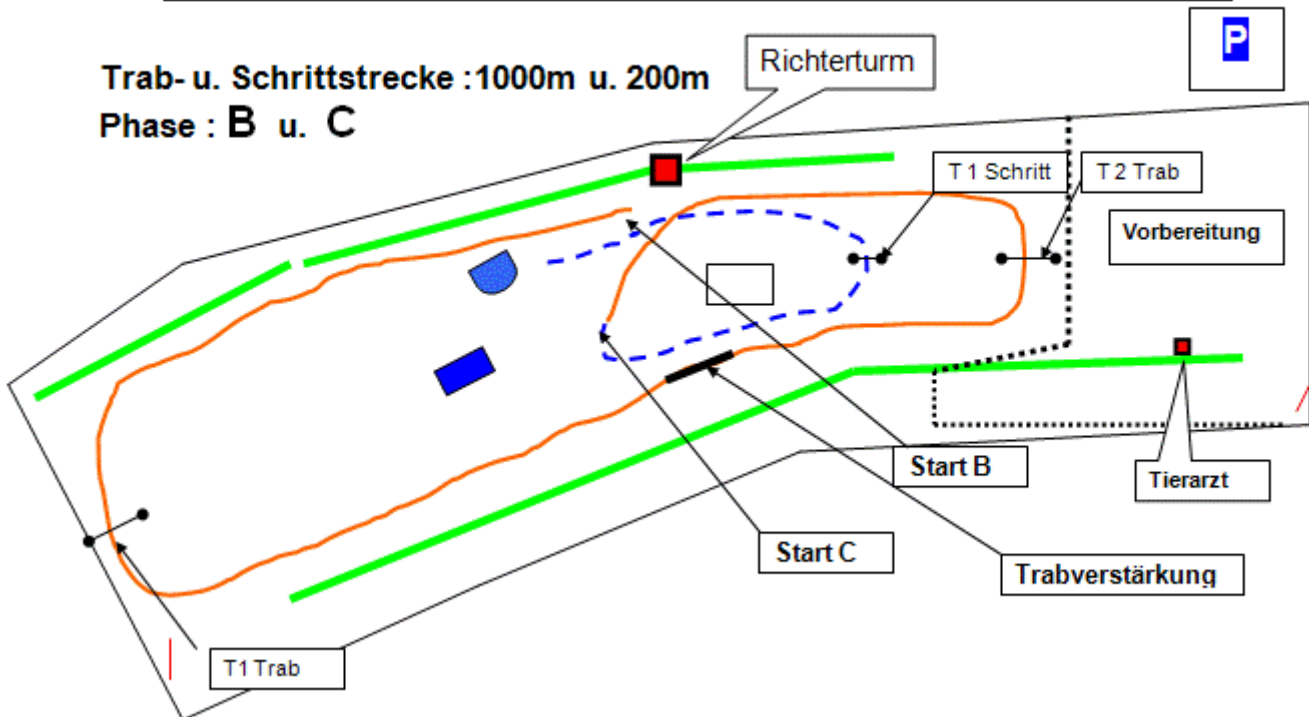 P
Richterturm
Trab- u. Schrittstrecke :1000m u. 200m
Phase : B u. C
T 1 Schritt
T 2 Trab
Vorbereitung
Start B
Tierarzt
Start C
Trabverstärkung
T1 Trab